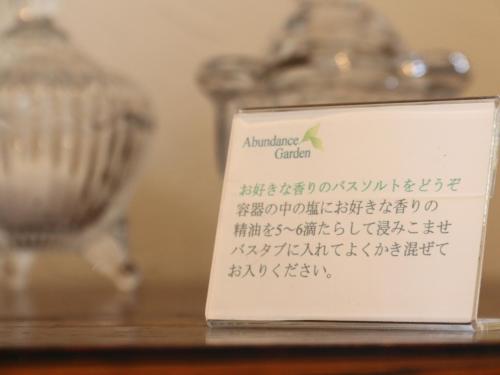 Abundance
Garden
お好きな香りのバスソルトをどうぞ
容器の中の塩にお好きな香りの
精油を5〜6滴たらして浸みこませ
バスタブに入れてよくかき混ぜて
お入りください。